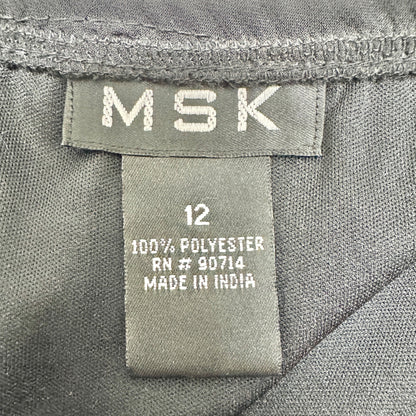 MSK
12
100% POLYESTER
RN # 90714
MADE IN INDIA